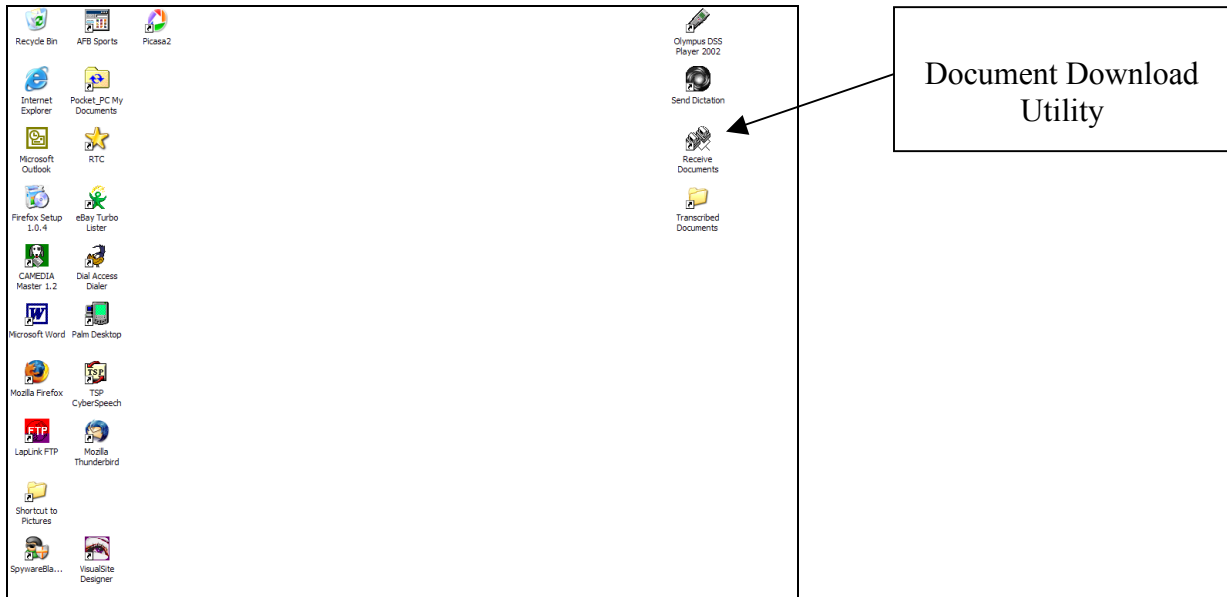 Recycle Bin
AFB Sports
Picasa2
Internet
Explorer
Pocket_PC My
Documents
Microsoft
Outlook
RTC
Firefox Setup
1.0.4
eBay Turbo
Lister
CAMEDIA
Master 1.2
Dial Access
Dialer
Microsoft Word
Palm Desktop
Mozilla Firefox
TSP
TSP
CyberSpeech
FTP
LapLink FTP
Mozilla
Thunderbird
Shortcut to
Pictures
SpywareBla...
VisualSite
Designer
Olympus DSS
Player 2002
Send Dictation
Receive
Documents
Transcribed
Documents
Document Download
Utility